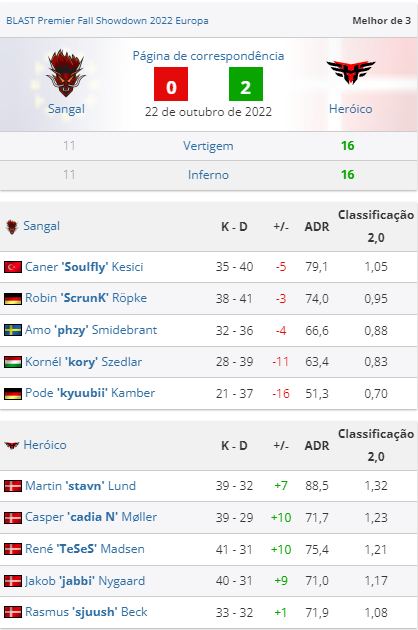 BLAST Premier Fall Showdown 2022 Europa Melhor de 3
Página de correspondência
Sangal 0 2 Heróico
22 de outubro de 2022
11 Vertigem 16
11 Inferno 16
Sangal K - D +/- ADR Classificação 2,0
Caner 'Soulfly' Kesici 35 - 40 -5 79,1 1,05
Robin 'ScrunK' Röpke 38 - 41 -3 74,0 0,95
Amo 'phzy' Smidebrant 32 - 36 -4 66,6 0,88
Kornél 'kory' Szedlar 28 - 39 -11 63,4 0,83
Pode 'kyuubii' Kamber 21 - 37 -16 51,3 0,70
Heróico K - D +/- ADR Classificação 2,0
Martin 'stavn' Lund 39 - 32 +7 88,5 1,32
Casper 'cadia N' Møller 39 - 29 +10 71,7 1,23
René 'TeSeS' Madsen 41 - 31 +10 75,4 1,21
Jakob 'jabbi' Nygaard 40 - 31 +9 71,0 1,17
Rasmus 'sjuush' Beck 33 - 32 +1 71,9 1,08